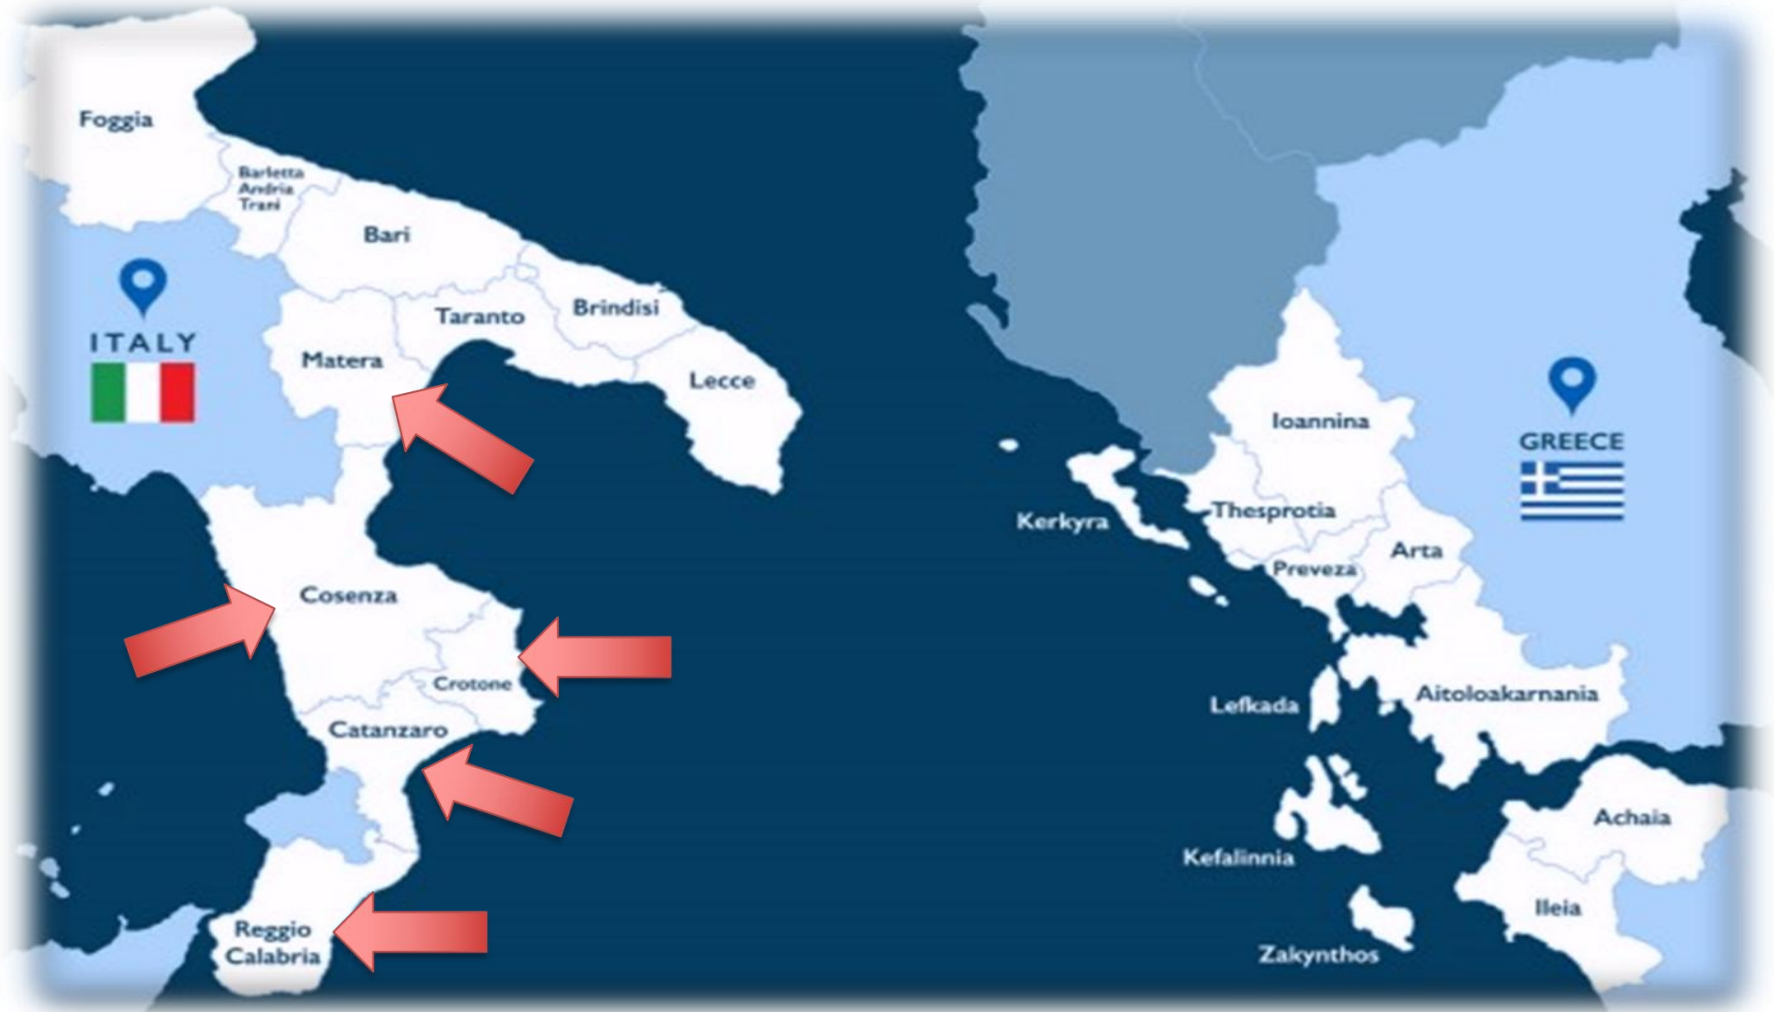 Foggia
Barletta
Andria
Trani
Bari
ITALY
Taranto
Brindisi
Matera
Lecce
Cosenza
Crotone
Catanzaro
Reggio
Calabria
Ioannina
GREECE
Kerkyra
Thesprotia
Arta
Preveza
Lefkada
Aitoloakarnania
Achaia
Kefalinnia
Ileia
Zakynthos